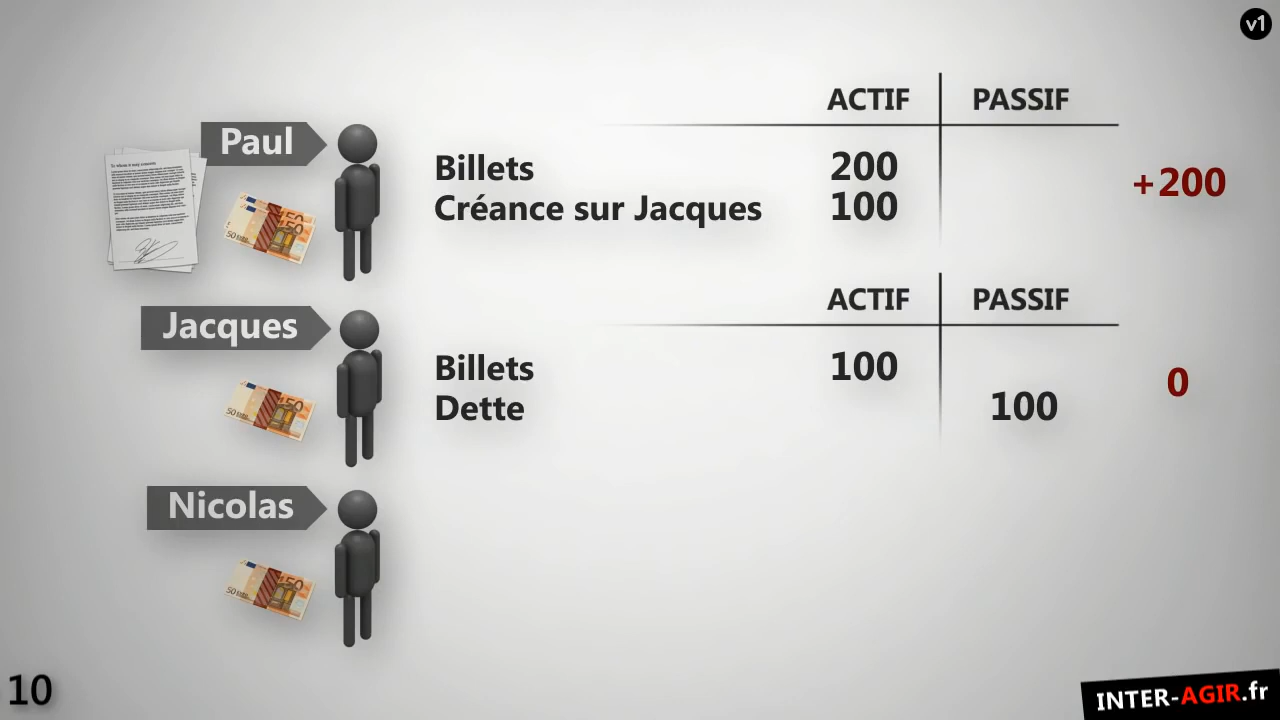 v1
ACTIF PASSIF
Paul
Billets 200
Créance sur Jacques 100
+200
ACTIF PASSIF
Jacques
Billets 100
Dette 100
0
Nicolas
10
INTER-AGIR.fr